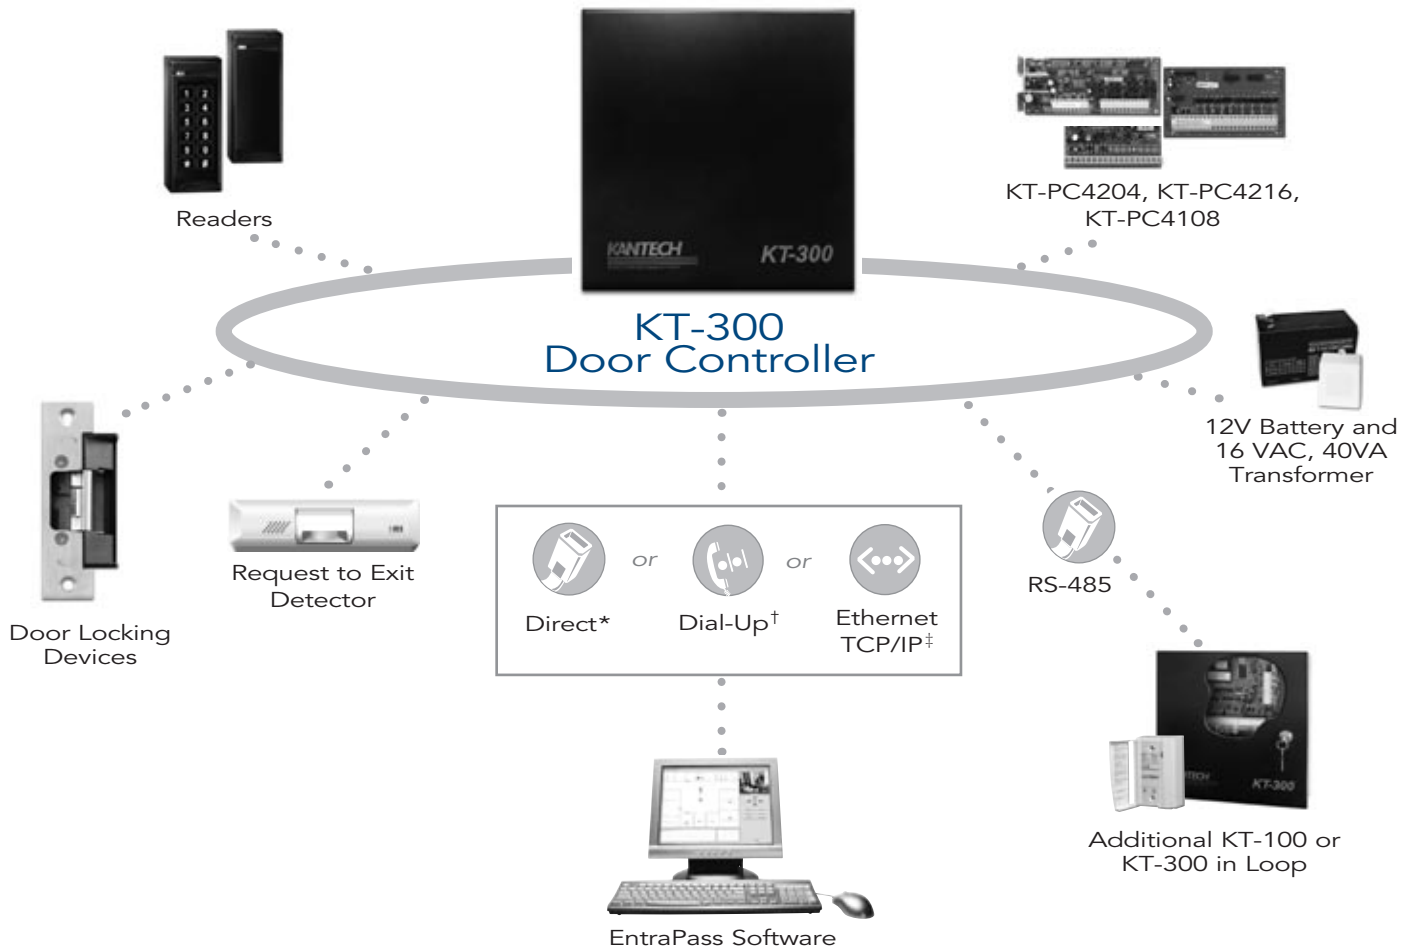 Readers
KANTECH
KT-300
KT-PC4204, KT-PC4216,
KT-PC4108
KT-300
Door Controller
12V Battery and
16 VAC, 40VA
Transformer
Door Locking
Devices
Request to Exit
Detector
Direct*
or
Dial-Up†
or
Ethernet
TCP/IP‡
RS-485
KT-300
Additional KT-100 or
KT-300 in Loop
EntraPass Software